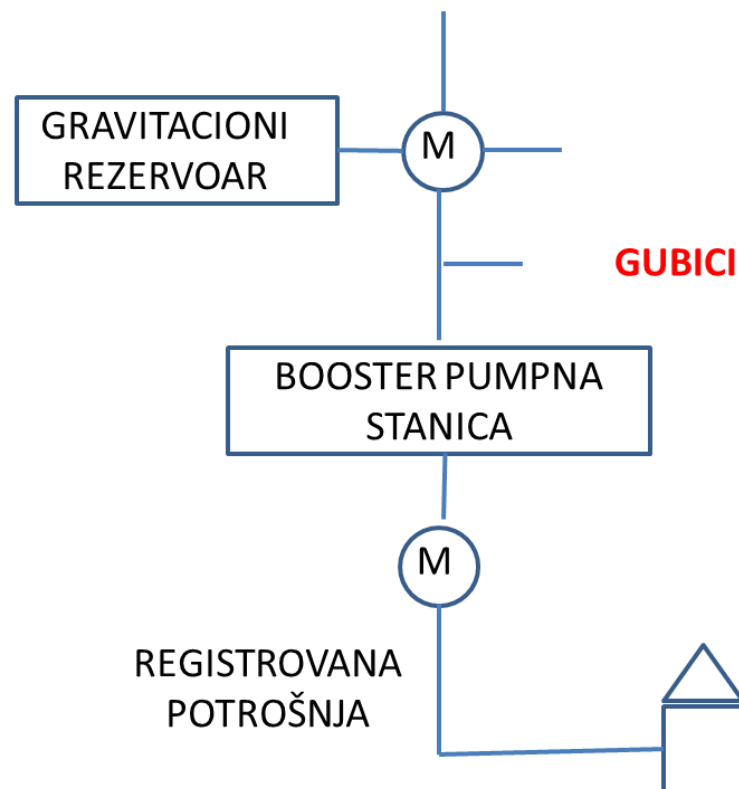 GRAVITACIONI
REZERVOAR
M
GUBICI
BOOSTER PUMPNA
STANICA
M
REGISTROVANA
POTROŠNJA